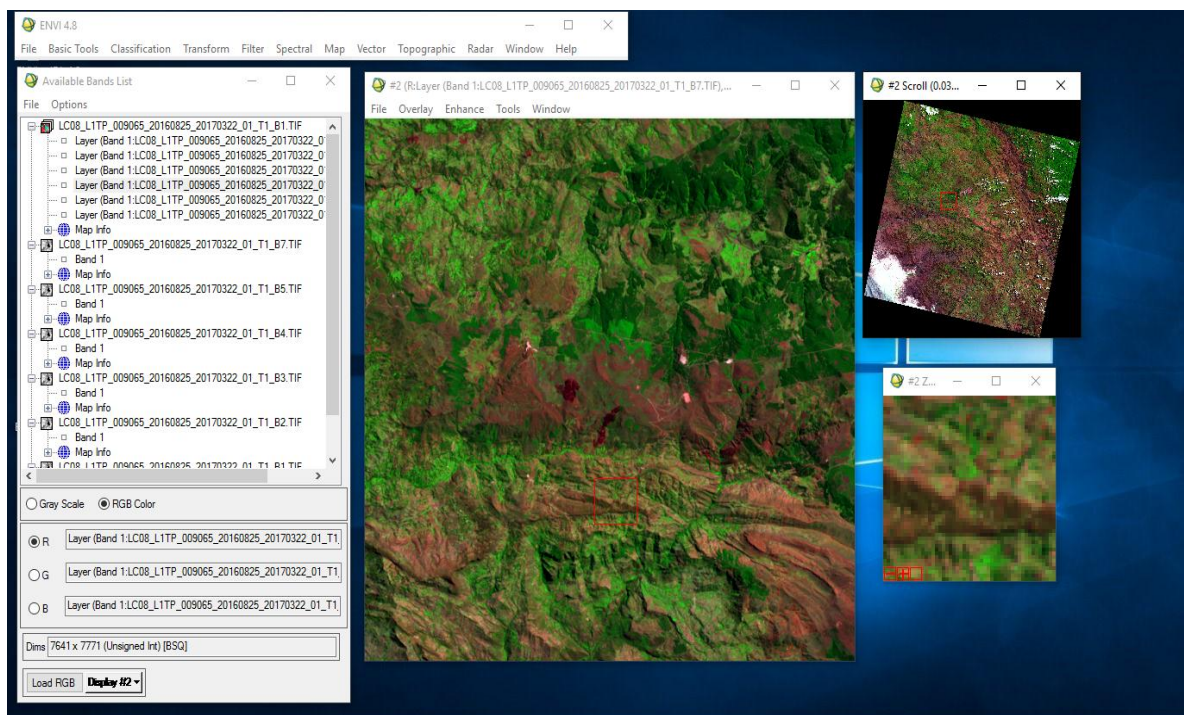 ENVI 4.8
File Basic Tools Classification Transform Filter Spectral Map Vector Topographic Radar Window Help
Available Bands List
File Options
LC08_L1TP_009065_20160825_20170322_01_T1_B1.TIF
Layer (Band 1:LC08_L1TP_009065_20160825_20170322_0
Layer (Band 1:LC08_L1TP_009065_20160825_20170322_0
Layer (Band 1:LC08_L1TP_009065_20160825_20170322_0
Layer (Band 1:LC08_L1TP_009065_20160825_20170322_0
Layer (Band 1:LC08_L1TP_009065_20160825_20170322_0
Layer (Band 1:LC08_L1TP_009065_20160825_20170322_0
Map Info
LC08_L1TP_009065_20160825_20170322_01_T1_B7.TIF
Band 1
Map Info
LC08_L1TP_009065_20160825_20170322_01_T1_B5.TIF
Band 1
Map Info
LC08_L1TP_009065_20160825_20170322_01_T1_B4.TIF
Band 1
Map Info
LC08_L1TP_009065_20160825_20170322_01_T1_B3.TIF
Band 1
Map Info
LC08_L1TP_009065_20160825_20170322_01_T1_B2.TIF
Band 1
Map Info
LC08_L1TP_009065_20160825_20170322_01_T1_B1.TIF
Gray Scale RGB Color
R Layer (Band 1:LC08_L1TP_009065_20160825_20170322_01_T1_
G Layer (Band 1:LC08_L1TP_009065_20160825_20170322_01_T1_
B Layer (Band 1:LC08_L1TP_009065_20160825_20170322_01_T1_
Dims 7641 x 7771 (Unsigned Int) [BSQ]
Load RGB Display #2
#2 (R:Layer (Band 1:LC08_L1TP_009065_20160825_20170322_01_T1_B7.TIF),...
File Overlay Enhance Tools Window
#2 Scroll (0.03...
#2 Z...